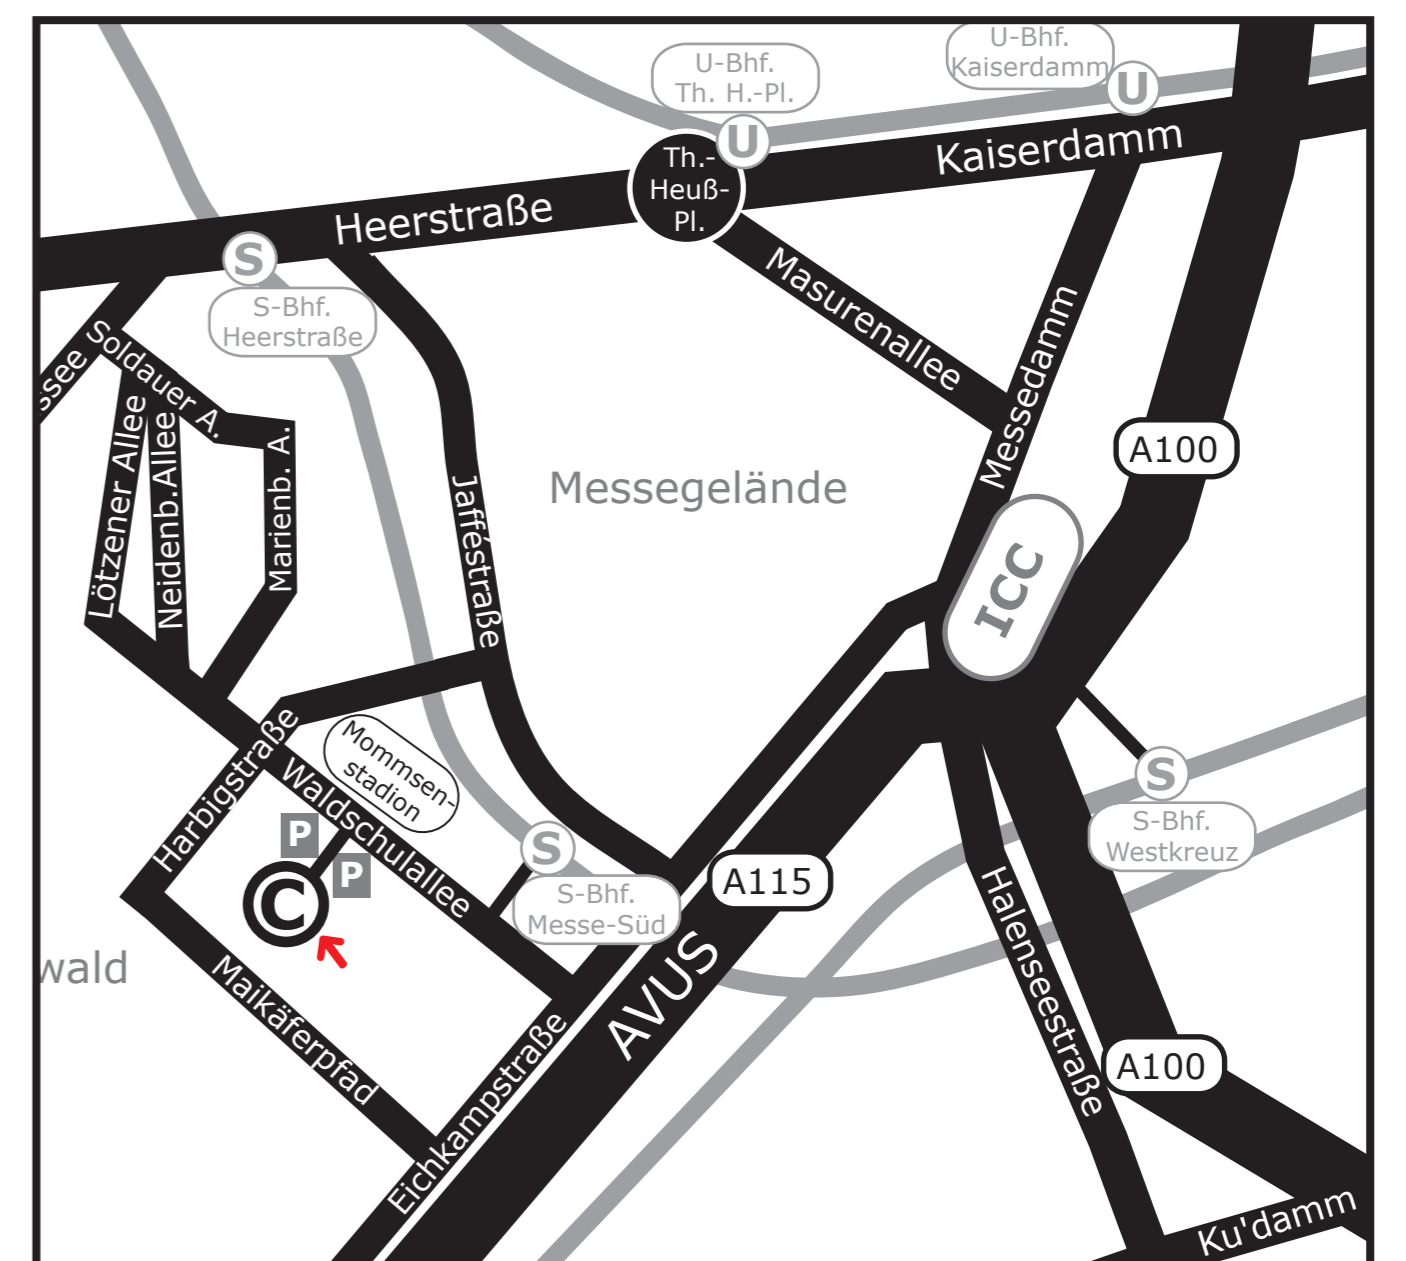 U-Bhf.
Kaiserdamm
U
U-Bhf.
Th. H.-Pl.
U
Th.-
Heuß-
Pl.
Kaiserdamm
Heerstraße
S
S-Bhf.
Heerstraße
Masurenallee
Messedamm
ssee
Soldauer A.
Lötzener Allee
Neidenb.Allee
Marienb. A.
Jafféstraße
Messegelände
A100
ICC
Harbigstraße
Mommsen-
stadion
Waldschulallee
P
P
C
S
S-Bhf.
Messe-Süd
A115
AVUS
S
S-Bhf.
Westkreuz
Halenseestraße
wald
Maikäferpfad
Eichkampstraße
A100
Ku'damm